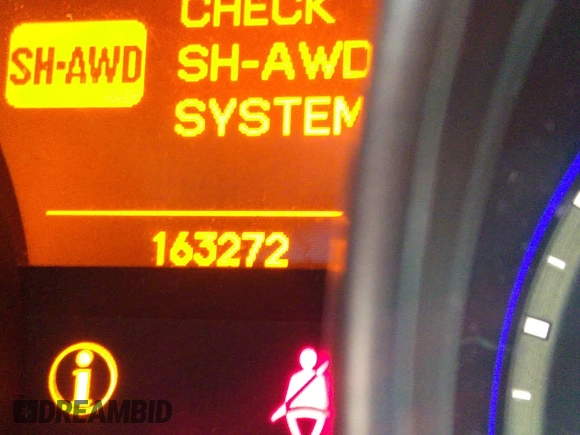 CHECK
SH-AWD SH-AWD
SYSTEM
163272
i
DREAMBID